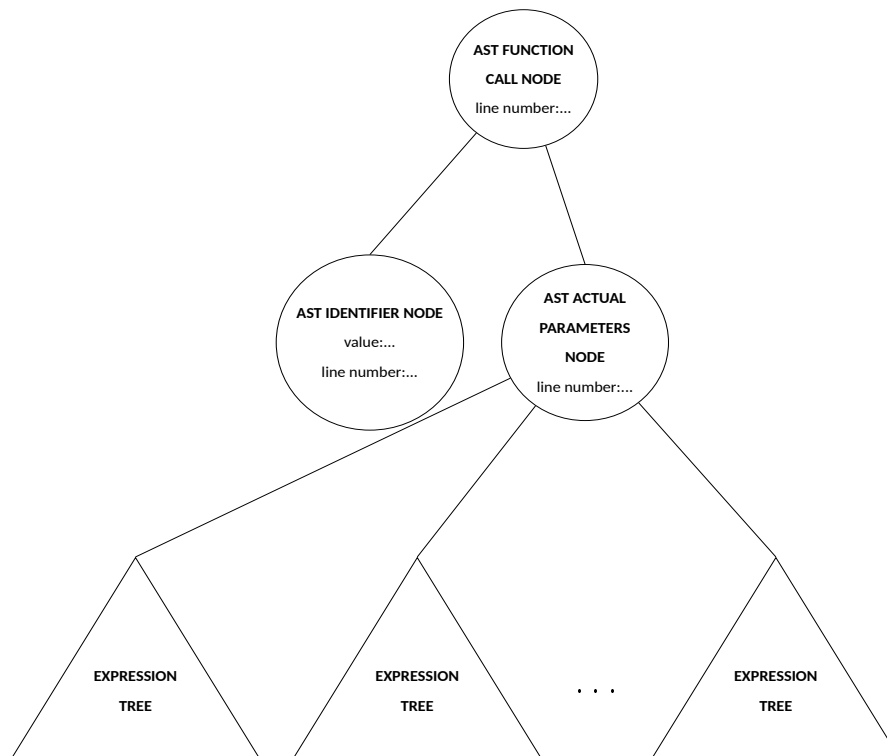 AST FUNCTION
CALL NODE
line number:...
AST IDENTIFIER NODE
value:...
line number:...
AST ACTUAL
PARAMETERS
NODE
line number:...
EXPRESSION
TREE
EXPRESSION
TREE
. . .
EXPRESSION
TREE